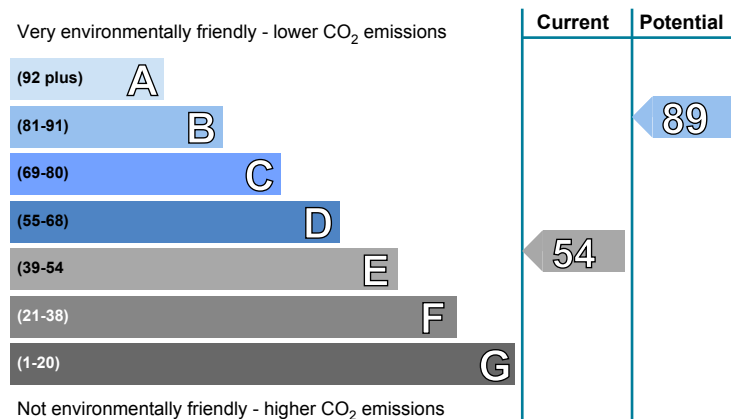 Very environmentally friendly - lower CO₂ emissions
Current
Potential
(92 plus) A
(81-91) B
89
(69-80) C
(55-68) D
(39-54 E
54
(21-38) F
(1-20) G
Not environmentally friendly - higher CO₂ emissions